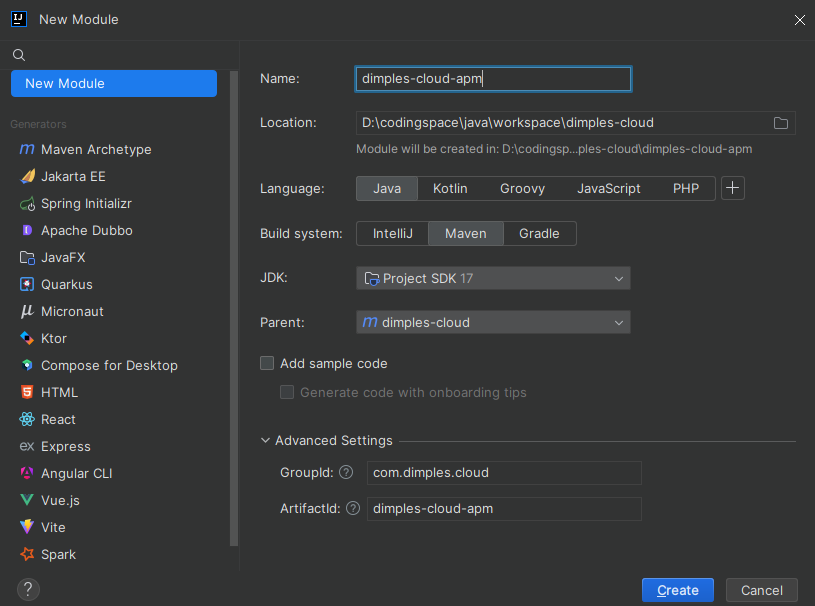 New Module
New Module
Generators
Maven Archetype
Jakarta EE
Spring Initializr
Apache Dubbo
JavaFX
Quarkus
Micronaut
Ktor
Compose for Desktop
HTML
React
Express
Angular CLI
Vue.js
Vite
Spark
Name: dimples-cloud-apm
Location: D:\codingspace\java\workspace\dimples-cloud
Module will be created in: D:\codingsp...ples-cloud\dimples-cloud-apm
Language: Java Kotlin Groovy JavaScript PHP
Build system: IntelliJ Maven Gradle
JDK: Project SDK 17
Parent: dimples-cloud
Add sample code
Generate code with onboarding tips
Advanced Settings
GroupId: ? com.dimples.cloud
ArtifactId: ? dimples-cloud-apm
? Create Cancel